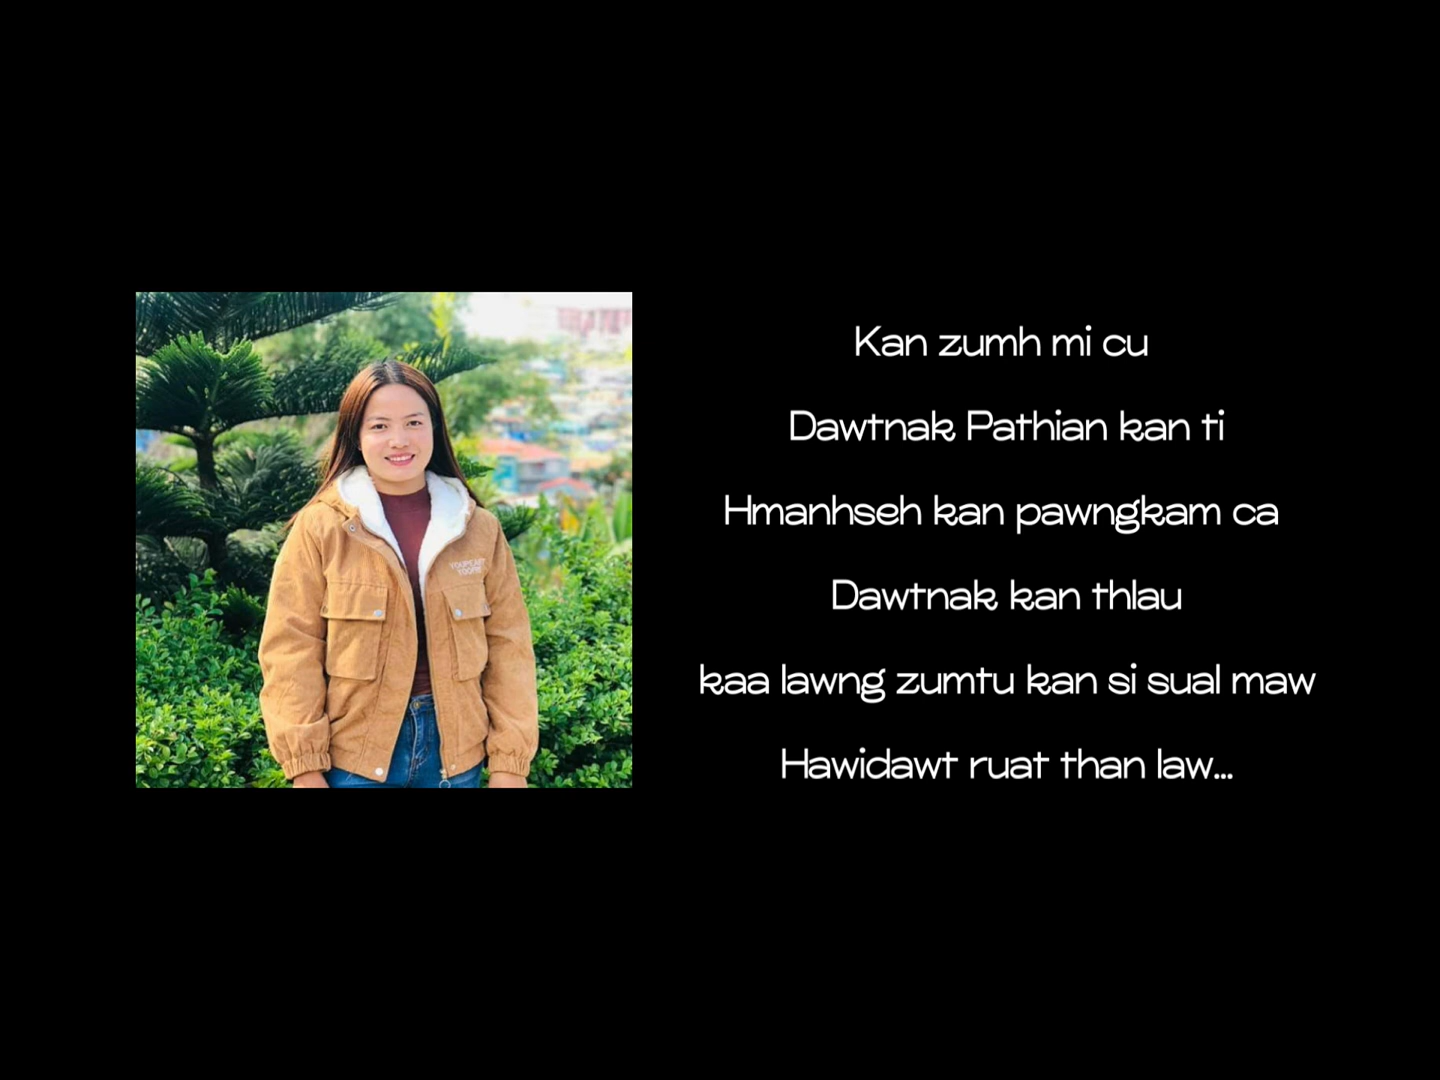 Kan zumh mi cu
Dawtnak Pathian kan ti
Hmanhseh kan pawngkam ca
Dawtnak kan thlau
kaa lawng zumtu kan si sual maw
Hawidawt ruat than law...